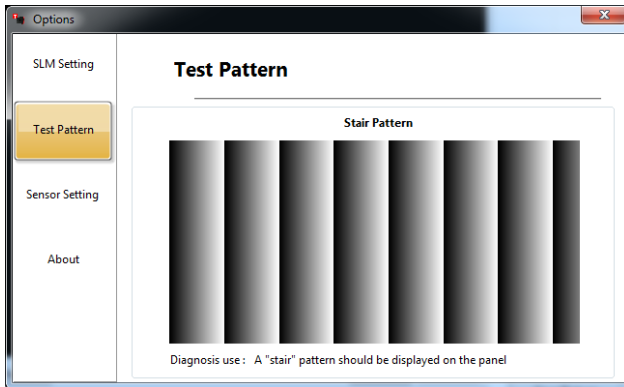 Options
SLM Setting
Test Pattern
Sensor Setting
About
Test Pattern
Stair Pattern
Diagnosis use : A "stair" pattern should be displayed on the panel